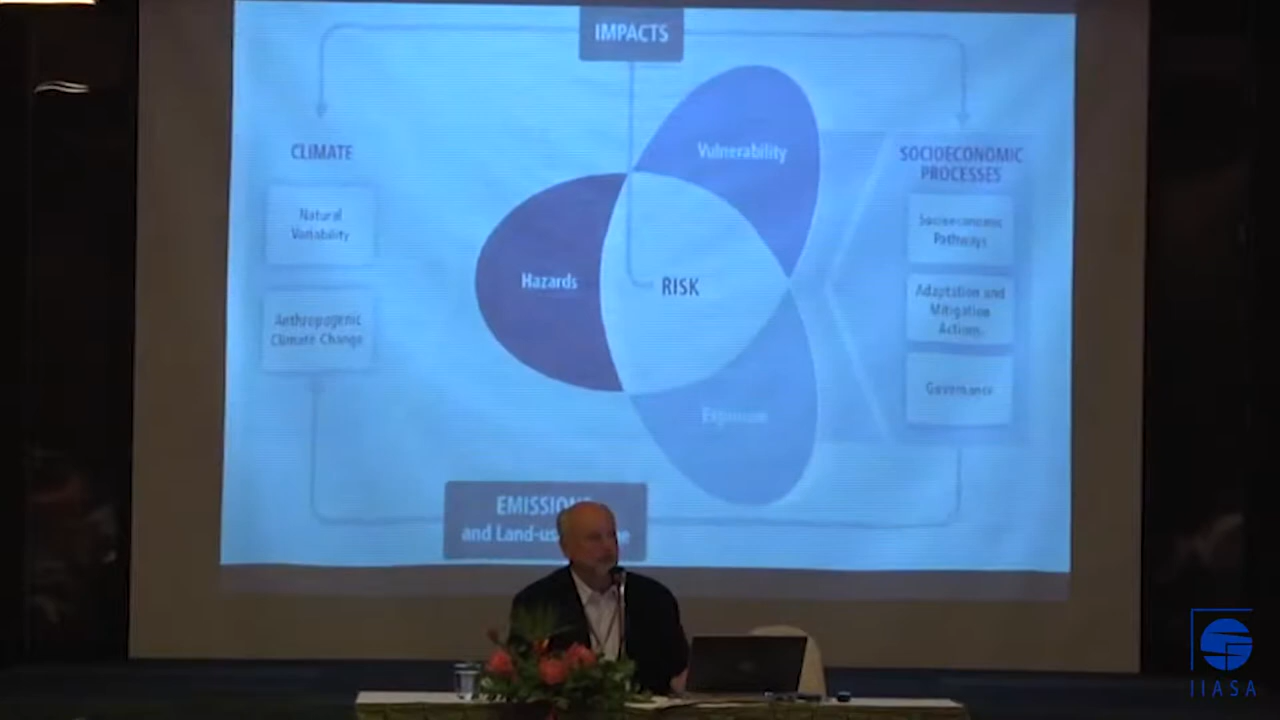 IMPACTS
CLIMATE
Natural
Variability
Anthropogenic
Climate Change
Vulnerability
Hazards
RISK
Exposure
SOCIOECONOMIC
PROCESSES
Socioeconomic
Pathways
Adaptation and
Mitigation
Actions
Governance
EMISSIONS
and Land-us
IIASA